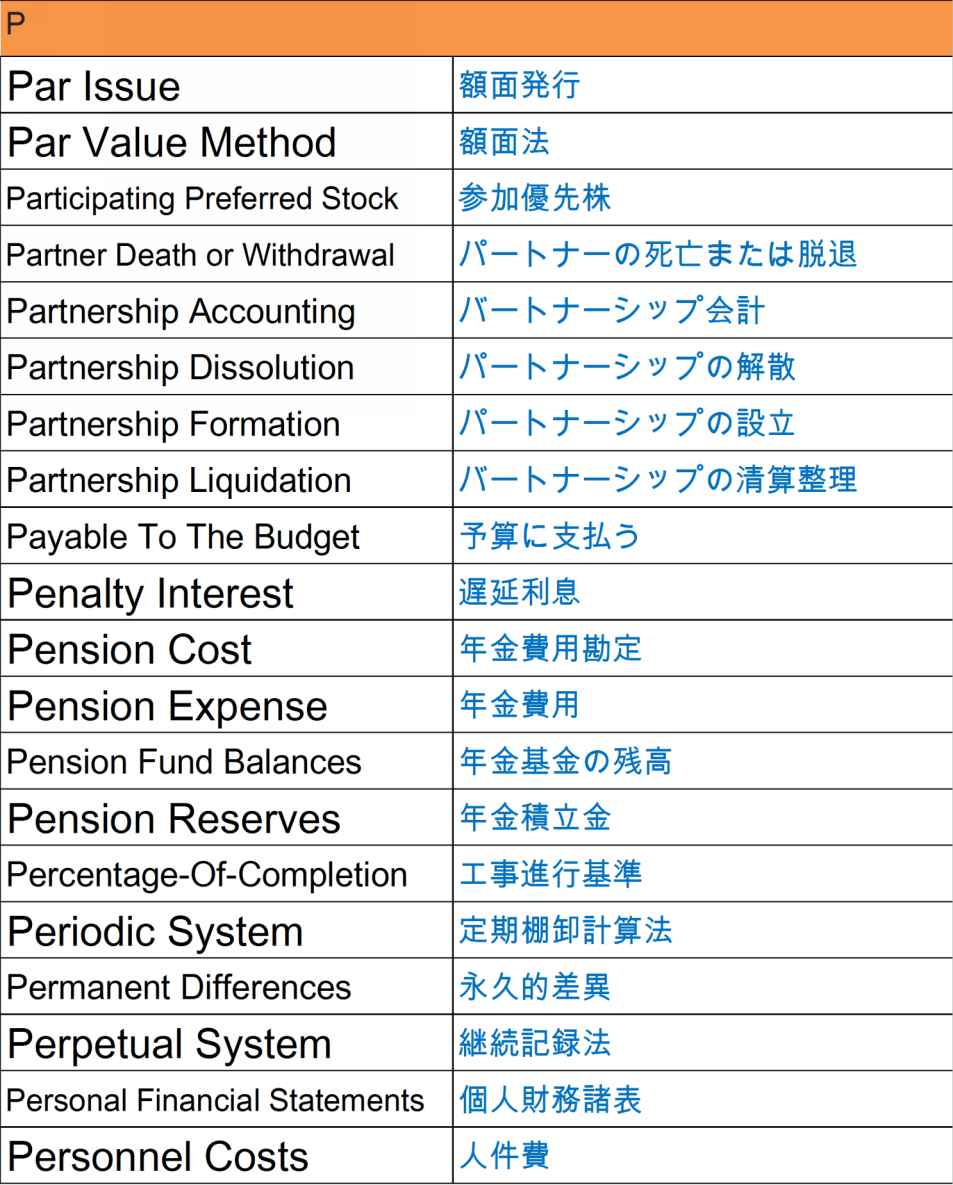 P
Par Issue 額面発行
Par Value Method 額面法
Participating Preferred Stock 参加優先株
Partner Death or Withdrawal パートナーの死亡または脱退
Partnership Accounting バートナーシップ会計
Partnership Dissolution パートナーシップの解散
Partnership Formation パートナーシップの設立
Partnership Liquidation バートナーシップの清算整理
Payable To The Budget 予算に支払う
Penalty Interest 遅延利息
Pension Cost 年金費用勘定
Pension Expense 年金費用
Pension Fund Balances 年金基金の残高
Pension Reserves 年金積立金
Percentage-Of-Completion 工事進行基準
Periodic System 定期棚卸計算法
Permanent Differences 永久的差異
Perpetual System 継続記録法
Personal Financial Statements 個人財務諸表
Personnel Costs 人件費